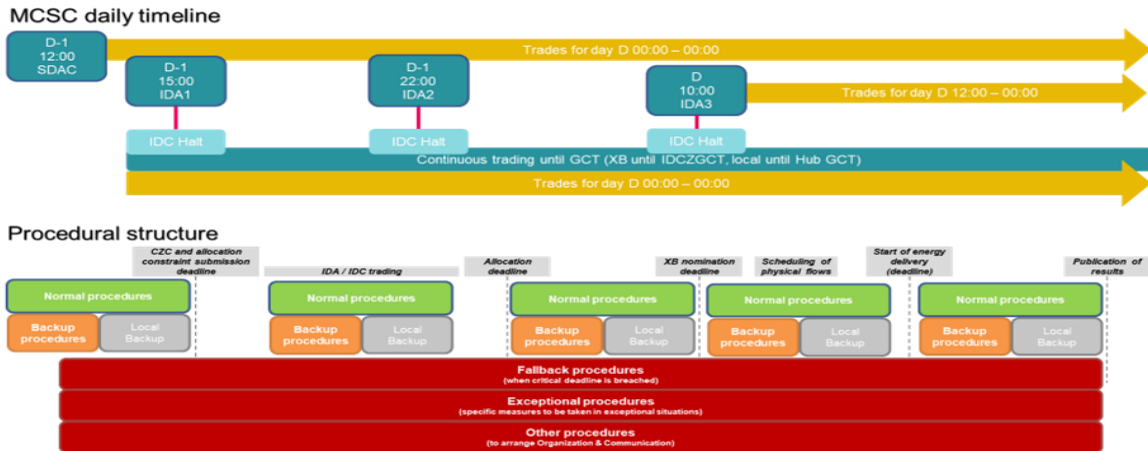 MCSC daily timeline
D-1
12:00
SDAC
Trades for day D 00:00 – 00:00
D-1
15:00
IDA1
D-1
22:00
IDA2
D
10:00
IDA3
Trades for day D 12:00 – 00:00
IDC Halt
IDC Halt
IDC Halt
Continuous trading until GCT (XB until IDCZGCT, local until Hub GCT)
Trades for day D 00:00 – 00:00
Procedural structure
CZC and allocation
constraint submission
deadline
IDA / IDC trading
Allocation
deadline
XB nomination
deadline
Scheduling of
physical flows
Start of energy
delivery
(deadline)
Publication of
results
Normal procedures
Normal procedures
Normal procedures
Normal procedures
Normal procedures
Backup
procedures
Local
Backup
Backup
procedures
Local
Backup
Backup
procedures
Local
Backup
Backup
procedures
Local
Backup
Backup
procedures
Local
Backup
Fallback procedures
(when critical deadline is breached)
Exceptional procedures
(specific measures to be taken in exceptional situations)
Other procedures
(to arrange Organization & Communication)